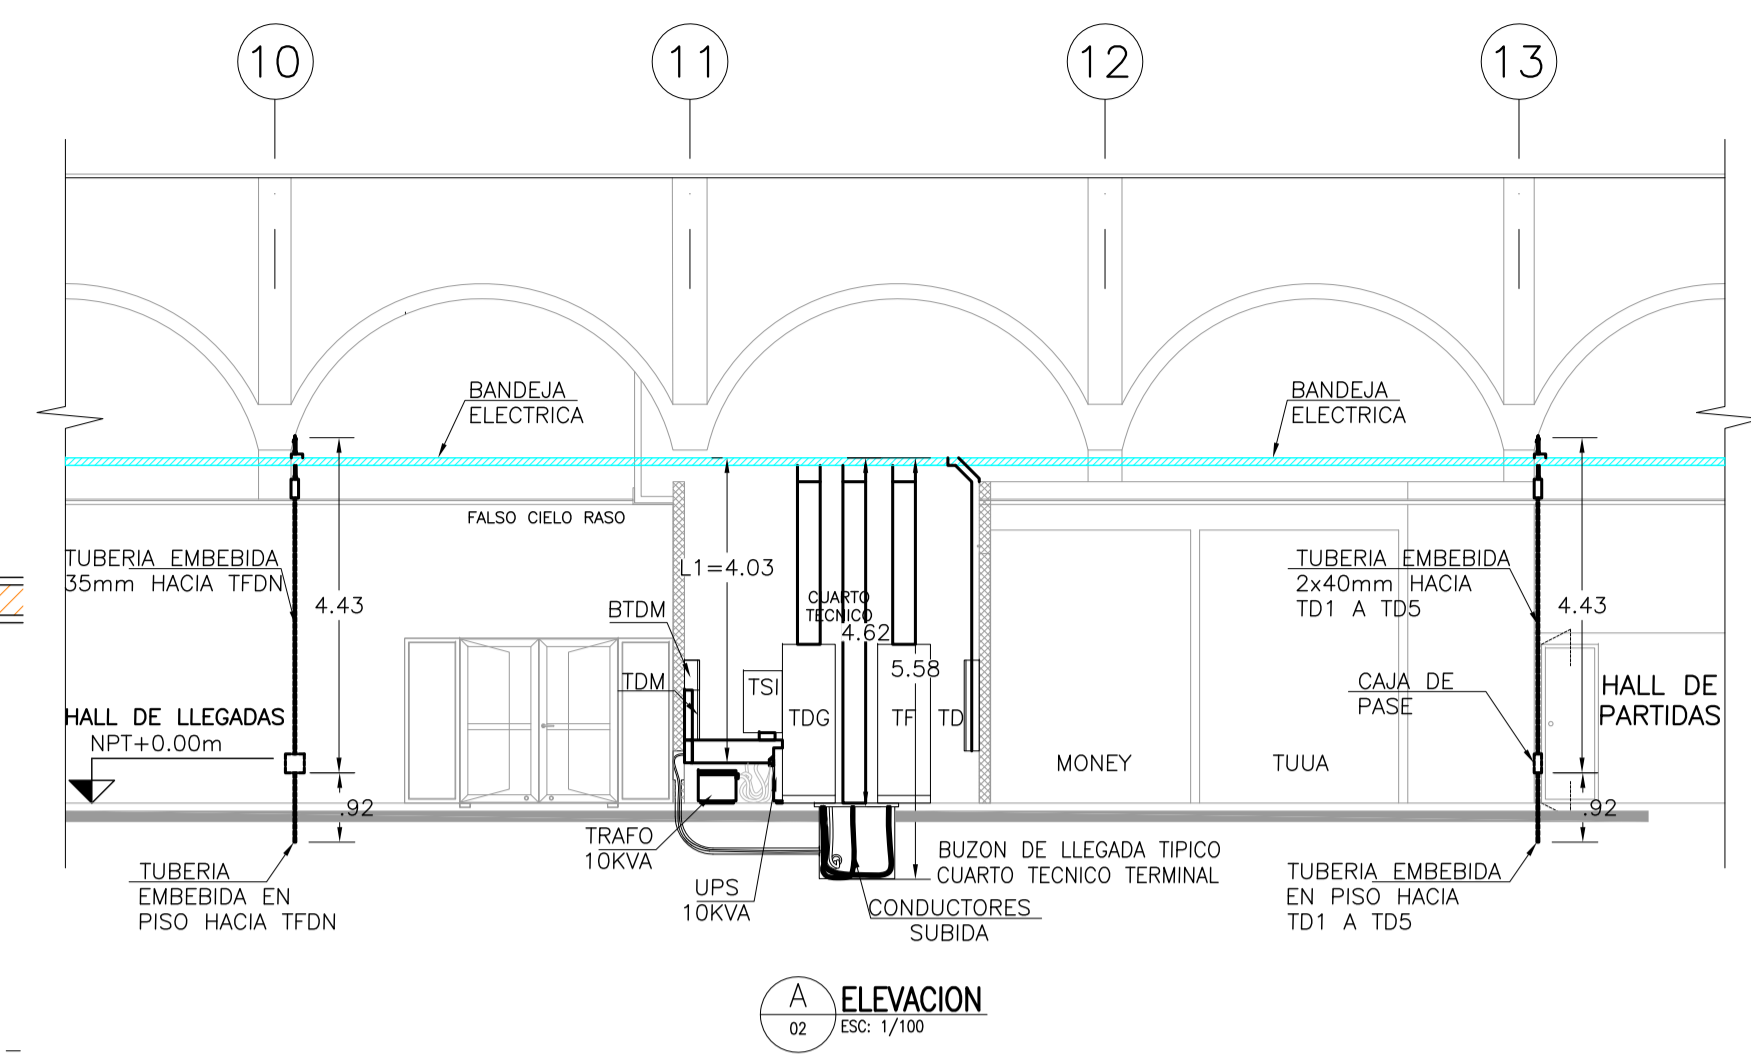 10
11
12
13
BANDEJA
ELECTRICA
BANDEJA
ELECTRICA
FALSO CIELO RASO
TUBERIA EMBEBIDA
35mm HACIA TFDN
4.43
L1=4.03
CUARTO
TECNICO
4.62
5.58
BTDM
TDM
TSI
TDG
TF
TD
TUBERIA EMBEBIDA
2x40mm HACIA
TD1 A TD5
4.43
CAJA DE
PASE
HALL DE
PARTIDAS
HALL DE LLEGADAS
NPT+0.00m
MONEY
TUUA
.92
.92
TRAFO
10KVA
UPS
10KVA
BUZON DE LLEGADA TIPICO
CUARTO TECNICO TERMINAL
CONDUCTORES
SUBIDA
TUBERIA
EMBEBIDA EN
PISO HACIA TFDN
TUBERIA EMBEBIDA
EN PISO HACIA
TD1 A TD5
A
02
ELEVACION
ESC: 1/100